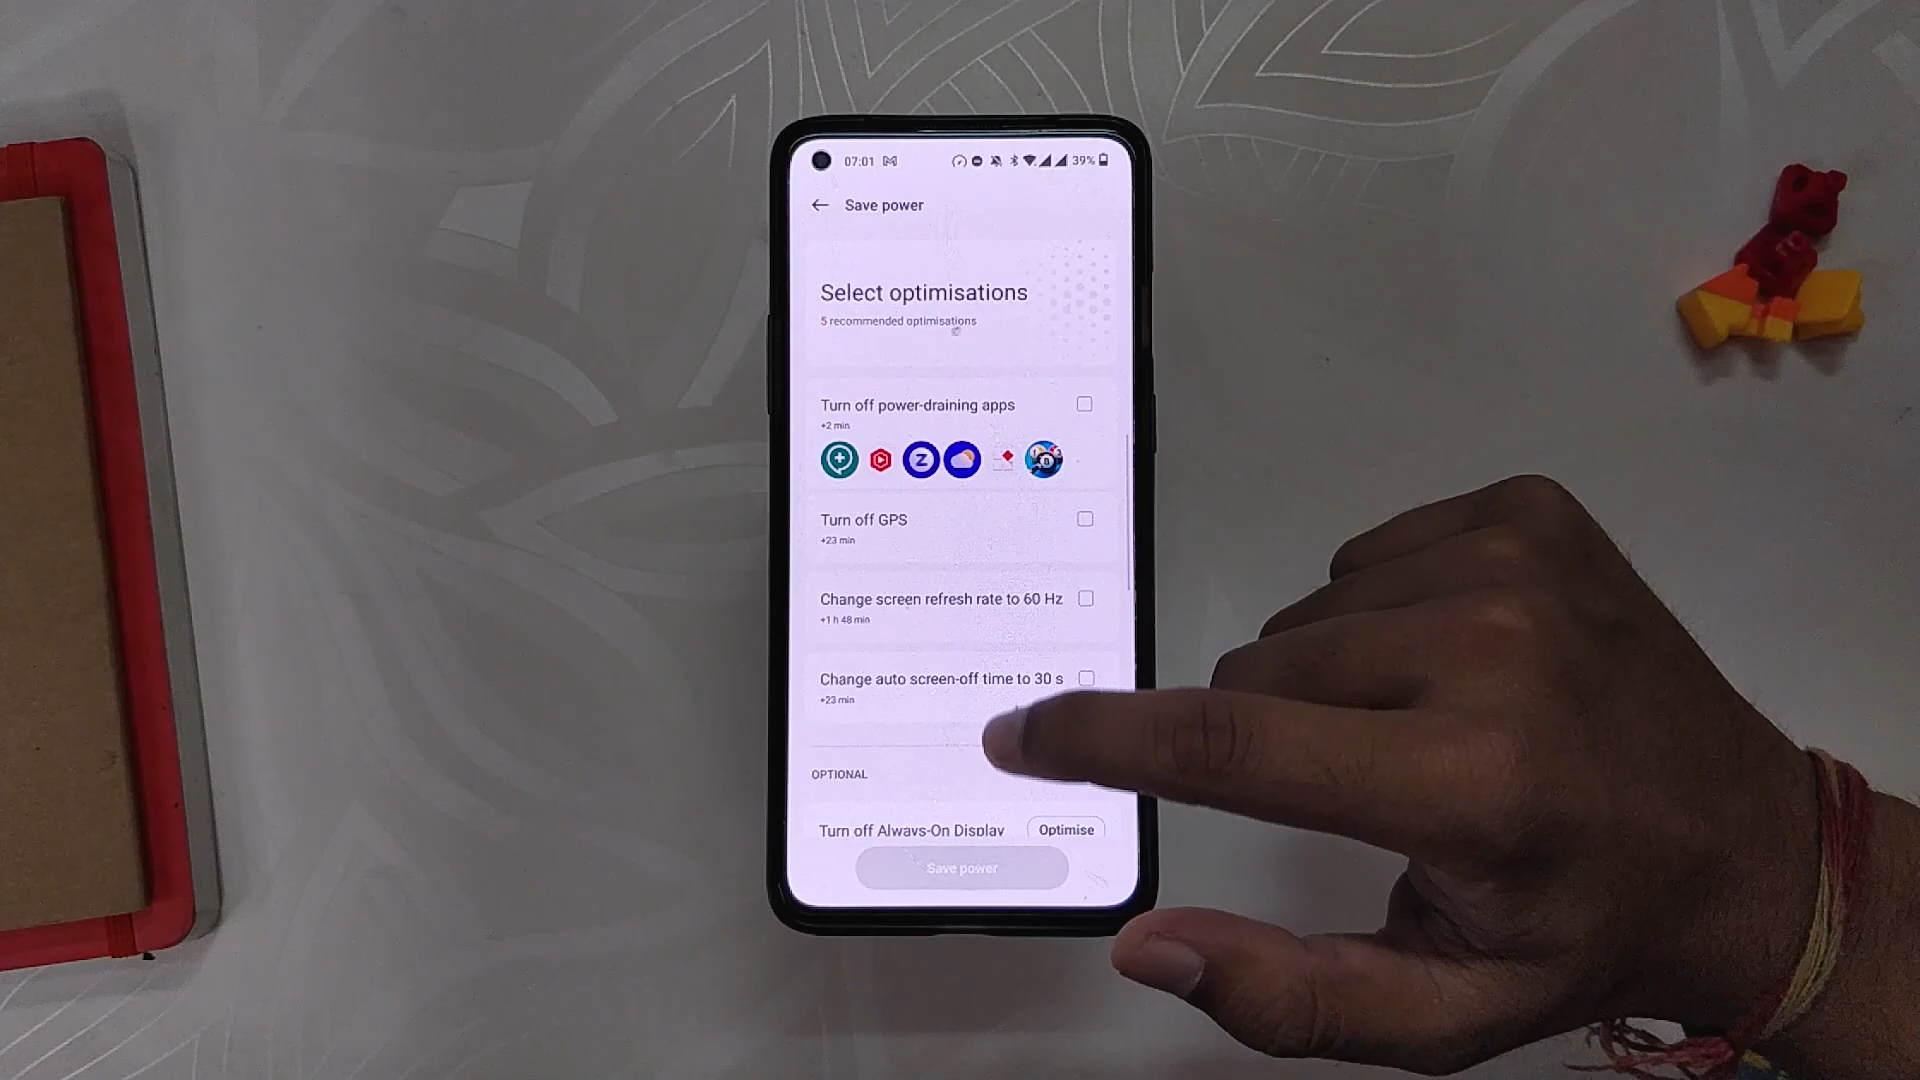 07:01 39%
Save power
Select optimisations
5 recommended optimisations
Turn off power-draining apps
+2 min
Z
8
Turn off GPS
+23 min
Change screen refresh rate to 60 Hz
+1 h 48 min
Change auto screen-off time to 30 s
+23 min
OPTIONAL
Turn off Always-On Display Optimise
Save power